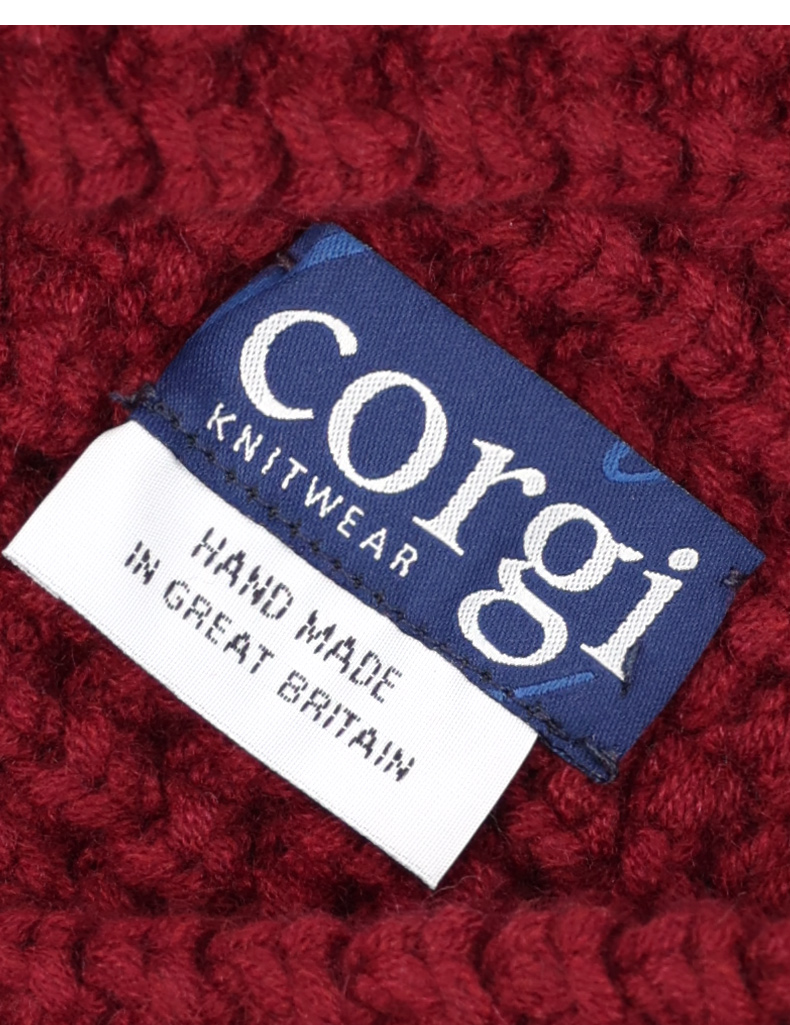 corgi
KNITWEAR
HAND MADE
IN GREAT BRITAIN